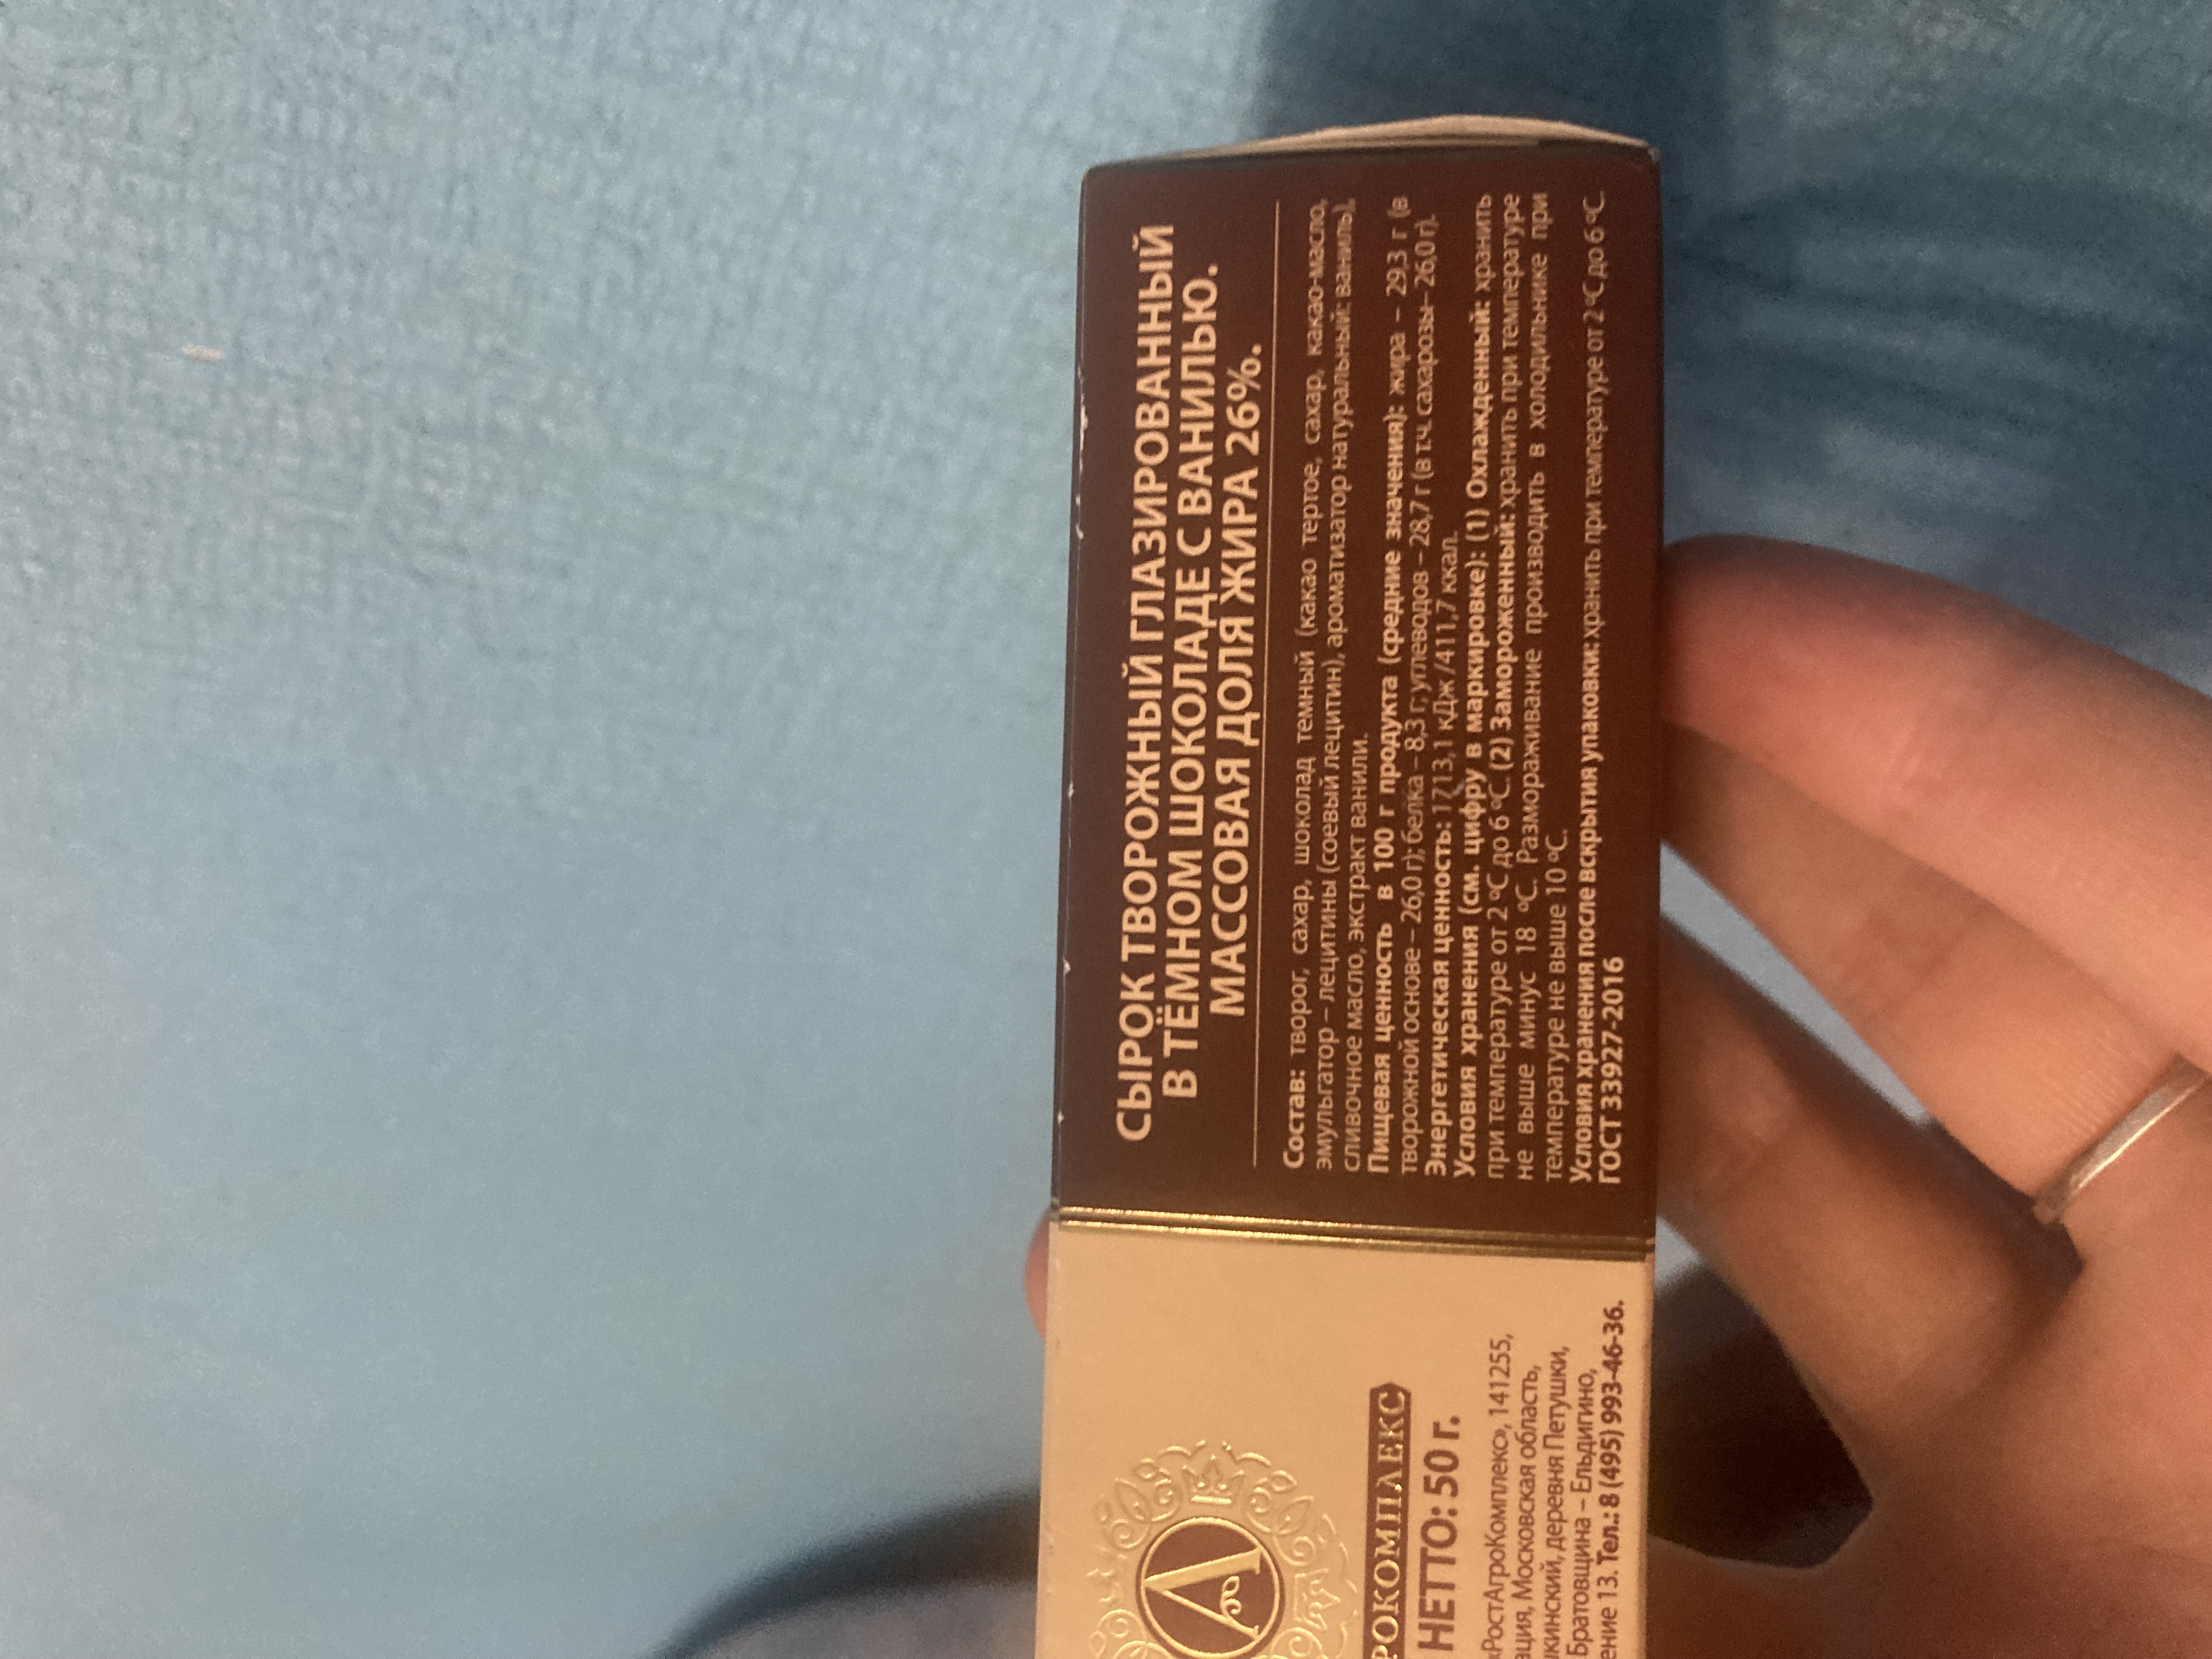 СЫРОК ТВОРОЖНЫЙ ГЛАЗИРОВАННЫЙ
В ТЁМНОМ ШОКОЛАДЕ С ВАНИЛЬЮ.
МАССОВАЯ ДОЛЯ ЖИРА 26%.
Состав: творог, сахар, шоколад темный (какао тертое, сахар, какао-масло,
эмульгатор – лецитины (соевый лецитин), ароматизатор натуральный: ваниль),
сливочное масло, экстракт ванили.
Пищевая ценность в 100 г продукта (средние значения): жира – 29,3 г (в
творожной основе – 26,0 г); белка – 8,3 г; углеводов – 28,7 г (в т.ч. сахарозы – 26,0 г).
Энергетическая ценность: 1713,1 кДж /411,7 ккал.
Условия хранения (см. цифру в маркировке): (1) Охлажденный: хранить
при температуре от 2 °С до 6 °С. (2) Замороженный: хранить при температуре
не выше минус 18 °С. Размораживание производить в холодильнике при
температуре не выше 10 °С.
Условия хранения после вскрытия упаковки: хранить при температуре от 2 °С до 6 °С.
ГОСТ 33927-2016
А
РОКОМПЛЕКС
НЕТТО: 50 г.
РостАгроКомплекс», 141255,
ация, Московская область,
кинский, деревня Петушки,
Братовщина – Ельдигино,
ение 13. Тел.: 8 (495) 993-46-36.